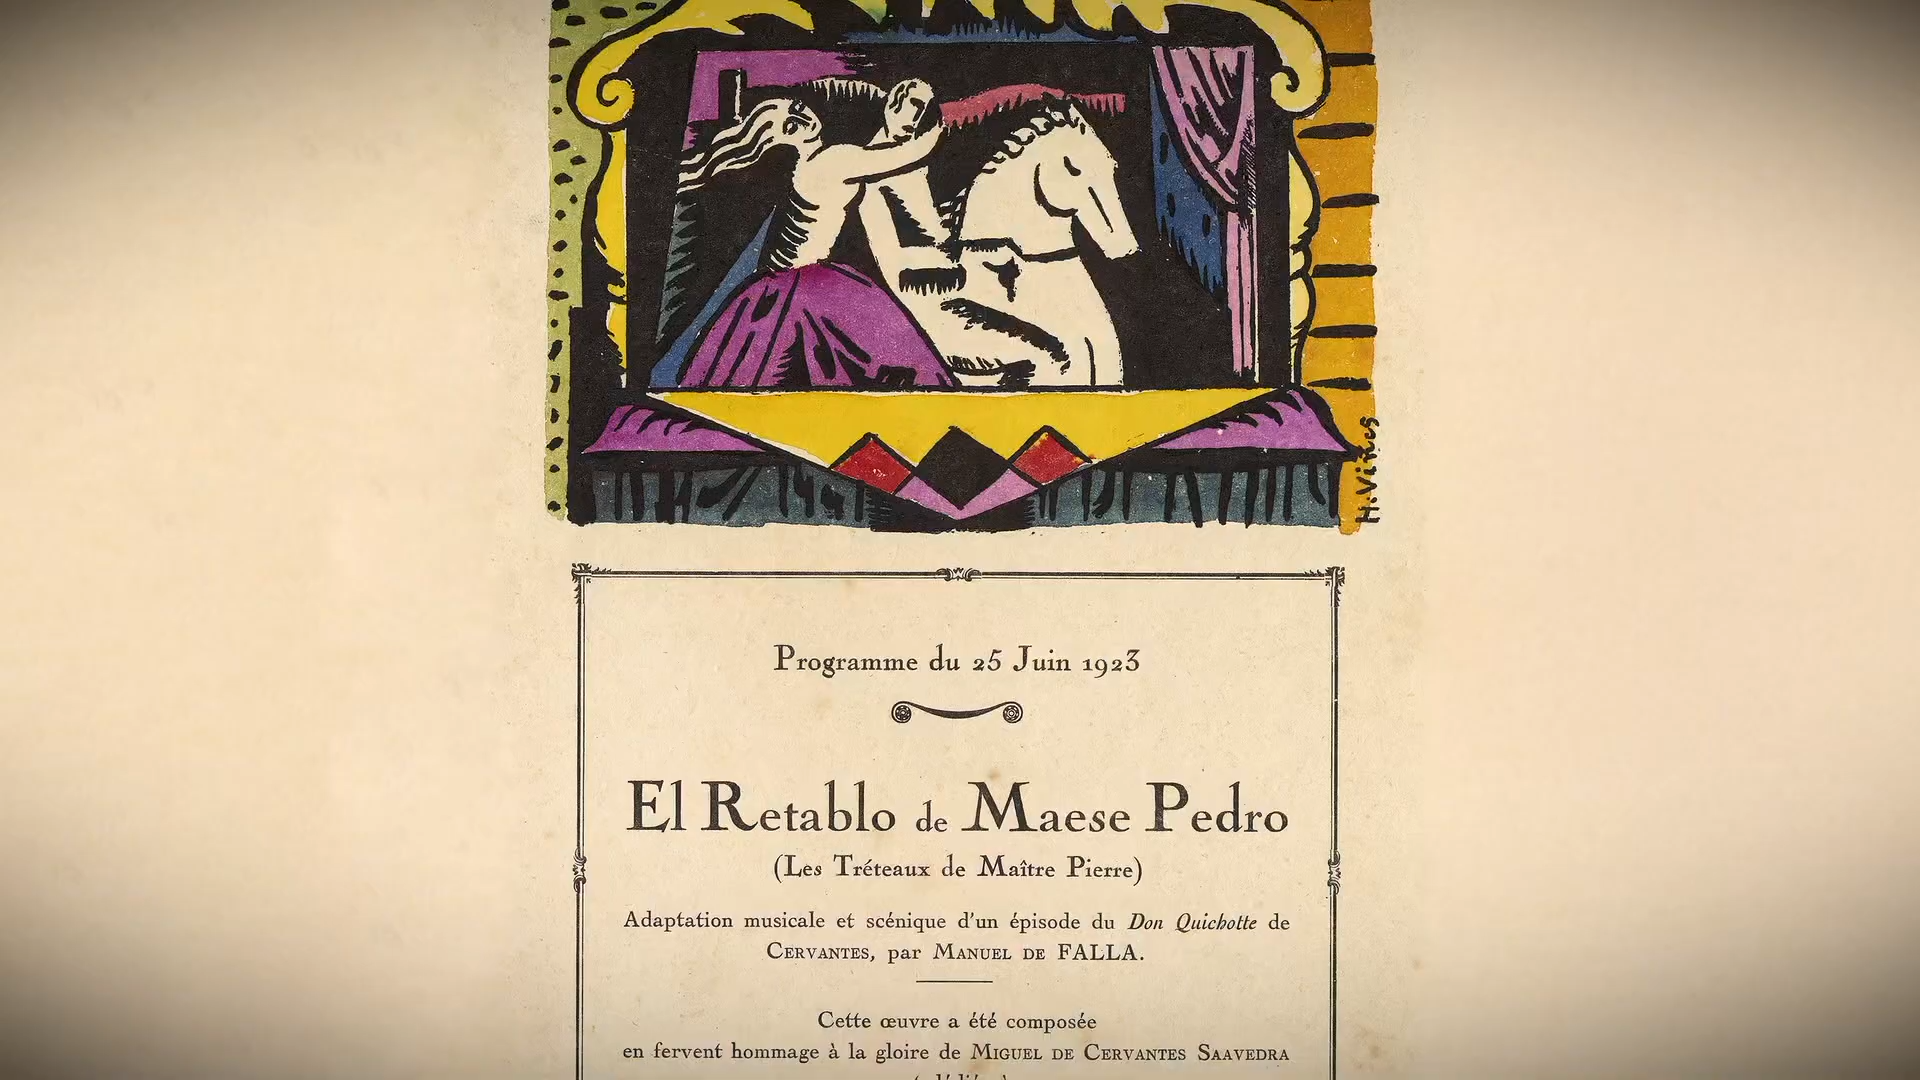 H. Viñes
Programme du 25 Juin 1923
El Retablo de Maese Pedro
(Les Tréteaux de Maître Pierre)
Adaptation musicale et scénique d'un épisode du Don Quichotte de
CERVANTES, par MANUEL DE FALLA.
Cette œuvre a été composée
en fervent hommage à la gloire de MIGUEL DE CERVANTES SAAVEDRA